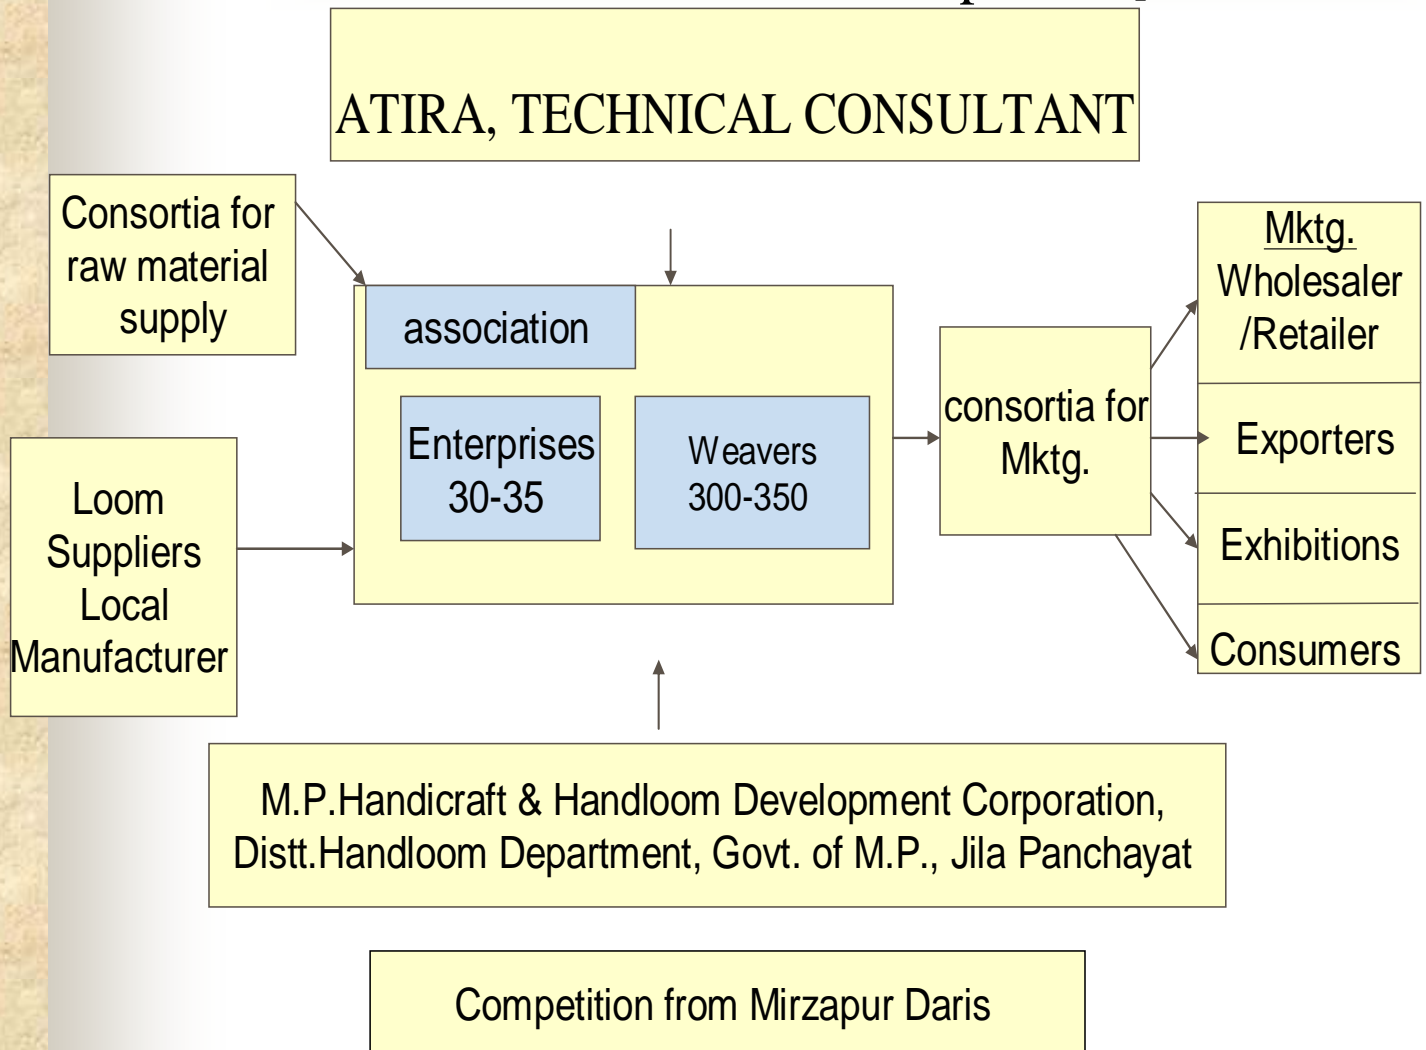 ATIRA, TECHNICAL CONSULTANT
Consortia for
raw material
supply
association
Enterprises
30-35
Weavers
300-350
Loom
Suppliers
Local
Manufacturer
consortia for
Mktg.
Mktg.
Wholesaler
/Retailer
Exporters
Exhibitions
Consumers
M.P.Handicraft & Handloom Development Corporation,
Distt.Handloom Department, Govt. of M.P., Jila Panchayat
Competition from Mirzapur Daris